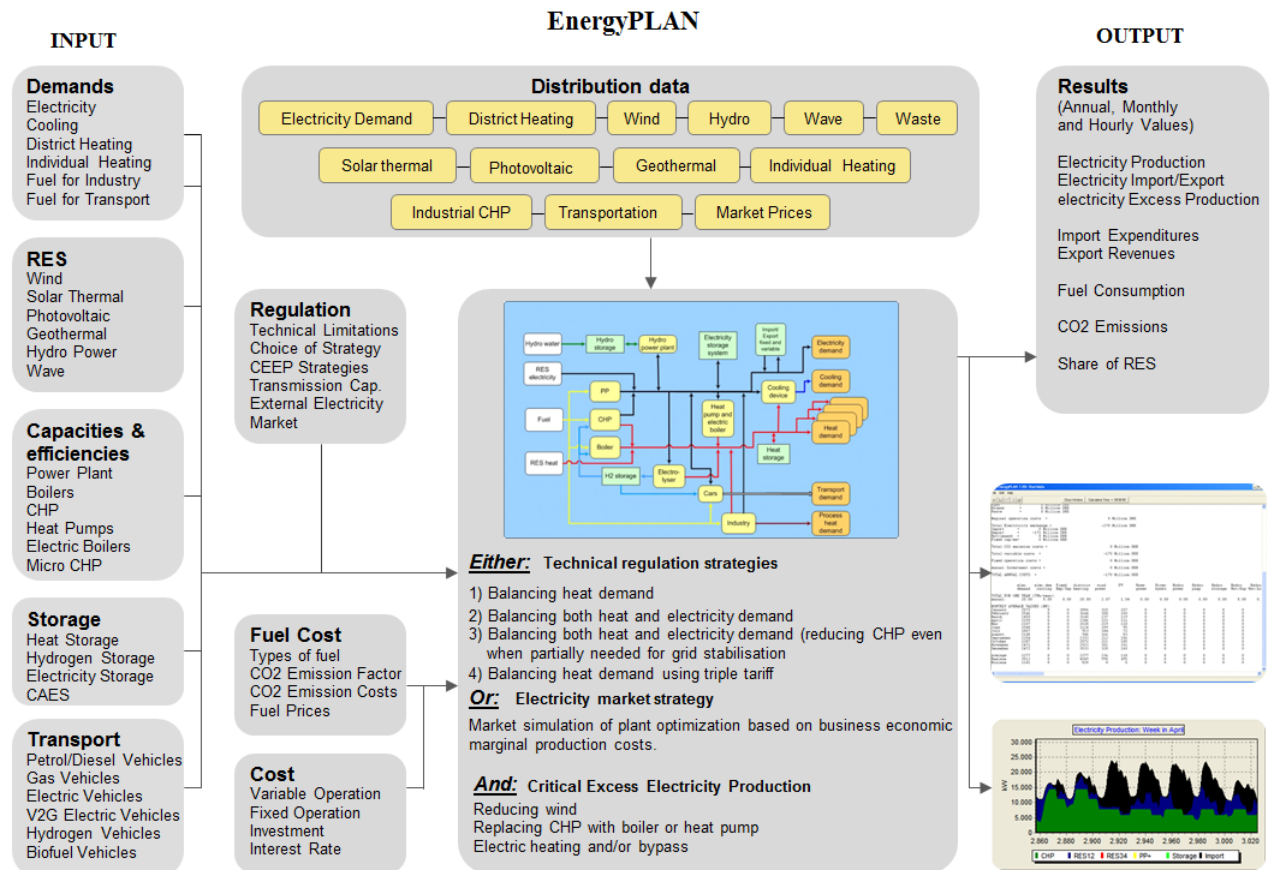 EnergyPLAN
INPUT
OUTPUT
Demands
Electricity
Cooling
District Heating
Individual Heating
Fuel for Industry
Fuel for Transport
RES
Wind
Solar Thermal
Photovoltaic
Geothermal
Hydro Power
Wave
Capacities &
efficiencies
Power Plant
Boilers
CHP
Heat Pumps
Electric Boilers
Micro CHP
Storage
Heat Storage
Hydrogen Storage
Electricity Storage
CAES
Transport
Petrol/Diesel Vehicles
Gas Vehicles
Electric Vehicles
V2G Electric Vehicles
Hydrogen Vehicles
Biofuel Vehicles
Regulation
Technical Limitations
Choice of Strategy
CEEP Strategies
Transmission Cap.
External Electricity
Market
Fuel Cost
Types of fuel
CO2 Emission Factor
CO2 Emission Costs
Fuel Prices
Cost
Variable Operation
Fixed Operation
Investment
Interest Rate
Distribution data
Electricity Demand
District Heating
Wind
Hydro
Wave
Waste
Solar thermal
Photovoltaic
Geothermal
Individual Heating
Industrial CHP
Transportation
Market Prices
Hydro water
Hydro
storage
Hydro
power plant
Electricity
storage
system
Import/
Export
fixed and
variable
Electricity
demand
RES
electricity
PP
Cooling
device
Cooling
demand
Fuel
CHP
Heat
pump and
electric
boiler
Boiler
Heat
demand
RES heat
Heat
storage
H2 storage
Electro-
lyser
Cars
Transport
demand
Industry
Process
heat
demand
Either: Technical regulation strategies
1) Balancing heat demand
2) Balancing both heat and electricity demand
3) Balancing both heat and electricity demand (reducing CHP even
when partially needed for grid stabilisation
4) Balancing heat demand using triple tariff
Or: Electricity market strategy
Market simulation of plant optimization based on business economic
marginal production costs.
And: Critical Excess Electricity Production
Reducing wind
Replacing CHP with boiler or heat pump
Electric heating and/or bypass
Results
(Annual, Monthly
and Hourly Values)
Electricity Production
Electricity Import/Export
electricity Excess Production
Import Expenditures
Export Revenues
Fuel Consumption
CO2 Emissions
Share of RES
Electricity Production: Week in April
kW
30.000
25.000
20.000
15.000
10.000
5.000
0
2.860 2.880 2.900 2.920 2.940 2.960 2.980 3.000 3.020
CHP RES12 RES34 PP+ Storage Import